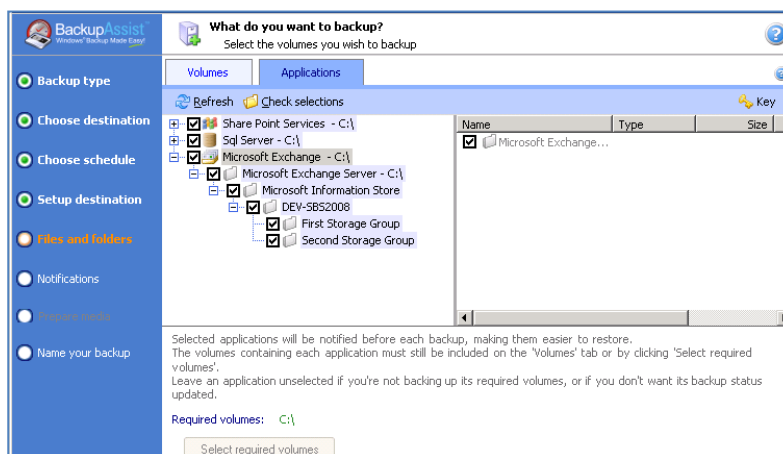 BackupAssist™
Windows® Backup Made Easy!
What do you want to backup?
Select the volumes you wish to backup
Backup type
Choose destination
Choose schedule
Setup destination
Files and folders
Notifications
Prepare media
Name your backup
Volumes
Applications
Refresh
Check selections
Key
Share Point Services - C:\
Sql Server - C:\
Microsoft Exchange - C:\
Microsoft Exchange Server - C:\
Microsoft Information Store
DEV-SBS2008
First Storage Group
Second Storage Group
Name Type Size
Microsoft Exchange...
Selected applications will be notified before each backup, making them easier to restore.
The volumes containing each application must still be included on the 'Volumes' tab or by clicking 'Select required
volumes'.
Leave an application unselected if you're not backing up its required volumes, or if you don't want its backup status
updated.
Required volumes: C:\
Select required volumes